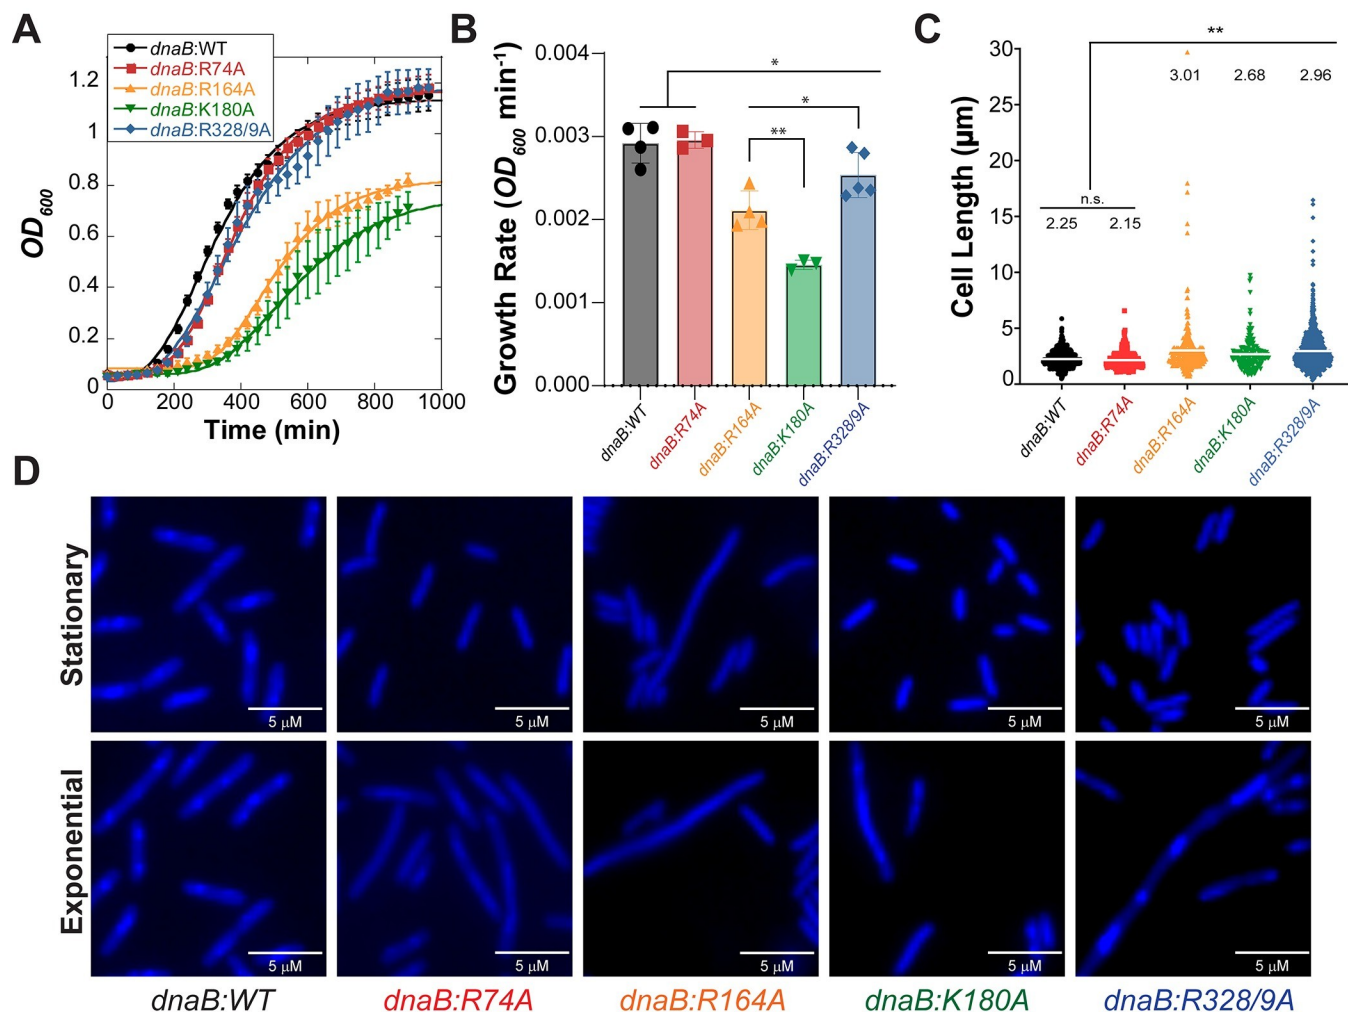 A
dnaB:WT
dnaB:R74A
dnaB:R164A
dnaB:K180A
dnaB:R328/9A
OD600
1.2
1
0.8
0.6
0.4
0.2
0
0 200 400 600 800 1000
Time (min)
B
Growth Rate (OD600 min-1)
0.004
0.003
0.002
0.001
0.000
*
*
**
dnaB:WT
dnaB:R74A
dnaB:R164A
dnaB:K180A
dnaB:R328/9A
C
Cell Length (µm)
30
25
20
15
10
5
0
**
3.01 2.68 2.96
n.s.
2.25 2.15
dnaB:WT
dnaB:R74A
dnaB:R164A
dnaB:K180A
dnaB:R328/9A
D
Stationary
5 µM 5 µM 5 µM 5 µM 5 µM
Exponential
5 µM 5 µM 5 µM 5 µM 5 µM
dnaB:WT dnaB:R74A dnaB:R164A dnaB:K180A dnaB:R328/9A